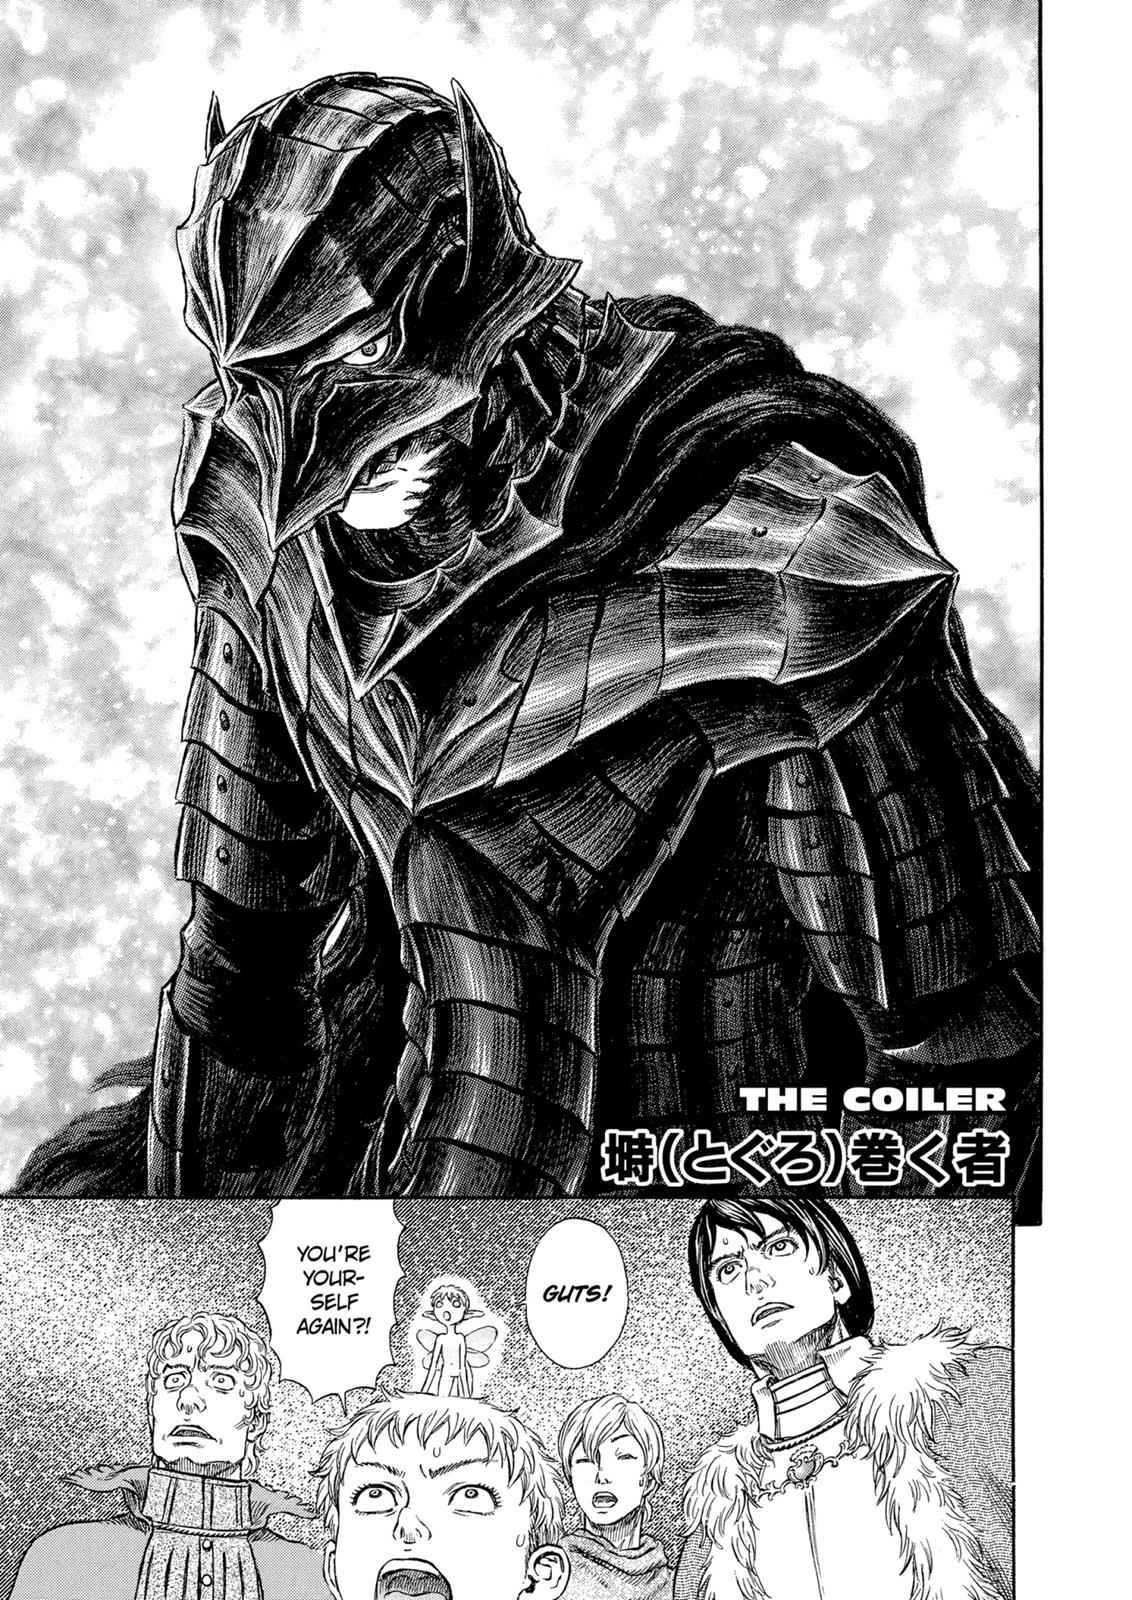 THE COILER
塒(とぐろ)巻く者
GUTS!
YOU'RE
YOUR-
SELF
AGAIN?!